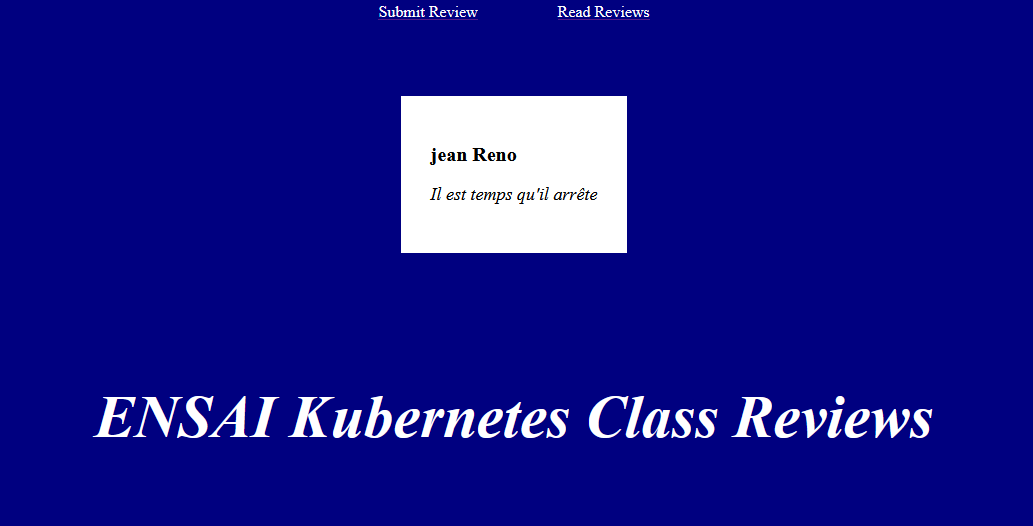 Submit Review Read Reviews
jean Reno
Il est temps qu'il arrête
ENSAI Kubernetes Class Reviews